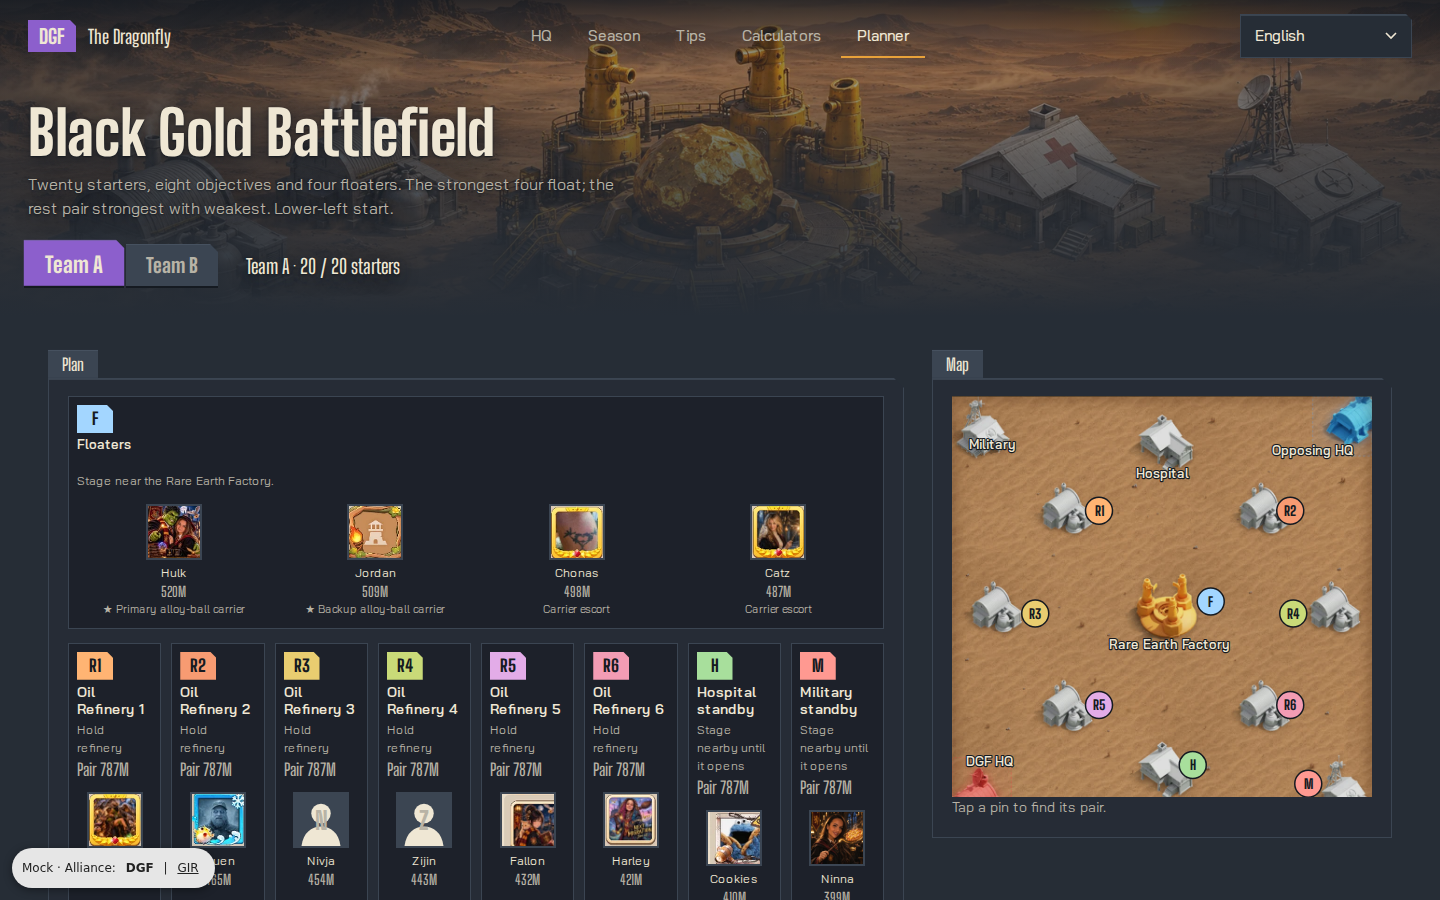 DGF The Dragonfly
HQ Season Tips Calculators Planner
English
Black Gold Battlefield
Twenty starters, eight objectives and four floaters. The strongest four float; the
rest pair strongest with weakest. Lower-left start.
Team A Team B Team A · 20 / 20 starters
Plan
F
Floaters
Stage near the Rare Earth Factory.
Hulk
520M
★ Primary alloy-ball carrier
Jordan
509M
★ Backup alloy-ball carrier
Chonas
498M
Carrier escort
Catz
487M
Carrier escort
R1
Oil
Refinery 1
Hold
refinery
Pair 787M
R2
Oil
Refinery 2
Hold
refinery
Pair 787M
R3
Oil
Refinery 3
Hold
refinery
Pair 787M
N
Nivja
454M
R4
Oil
Refinery 4
Hold
refinery
Pair 787M
Z
Zijin
443M
R5
Oil
Refinery 5
Hold
refinery
Pair 787M
Fallon
432M
R6
Oil
Refinery 6
Hold
refinery
Pair 787M
Harley
421M
H
Hospital
standby
Stage
nearby until
it opens
Pair 787M
Cookies
410M
M
Military
standby
Stage
nearby until
it opens
Pair 787M
Ninna
399M
Mock · Alliance: DGF | GIR
Map
Military
Hospital
Opposing HQ
R1
R2
R3
F
R4
Rare Earth Factory
R5
R6
DGF HQ
H
M
Tap a pin to find its pair.